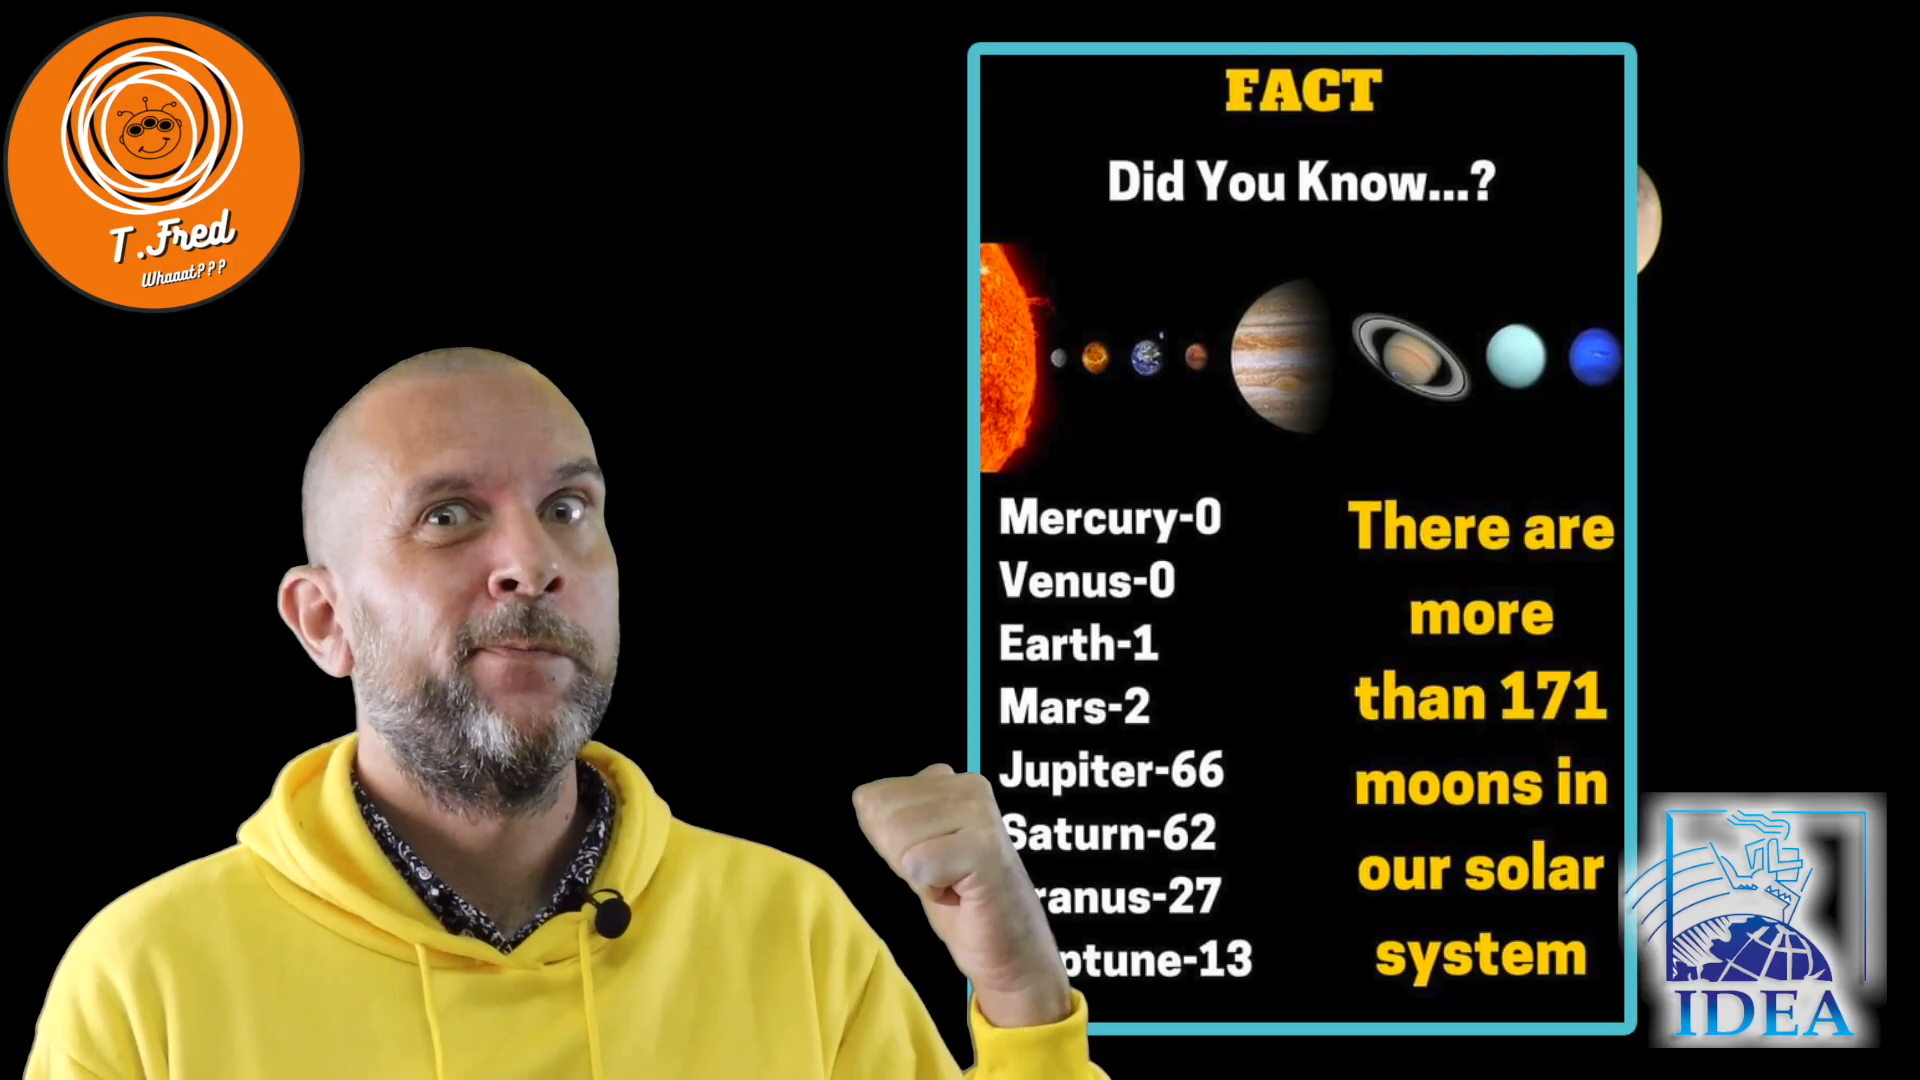 T.Fred
Whaaat???
FACT
Did You Know...?
Mercury-0
Venus-0
Earth-1
Mars-2
Jupiter-66
Saturn-62
ranus-27
ptune-13
There are
more
than 171
moons in
our solar
system
IDEA